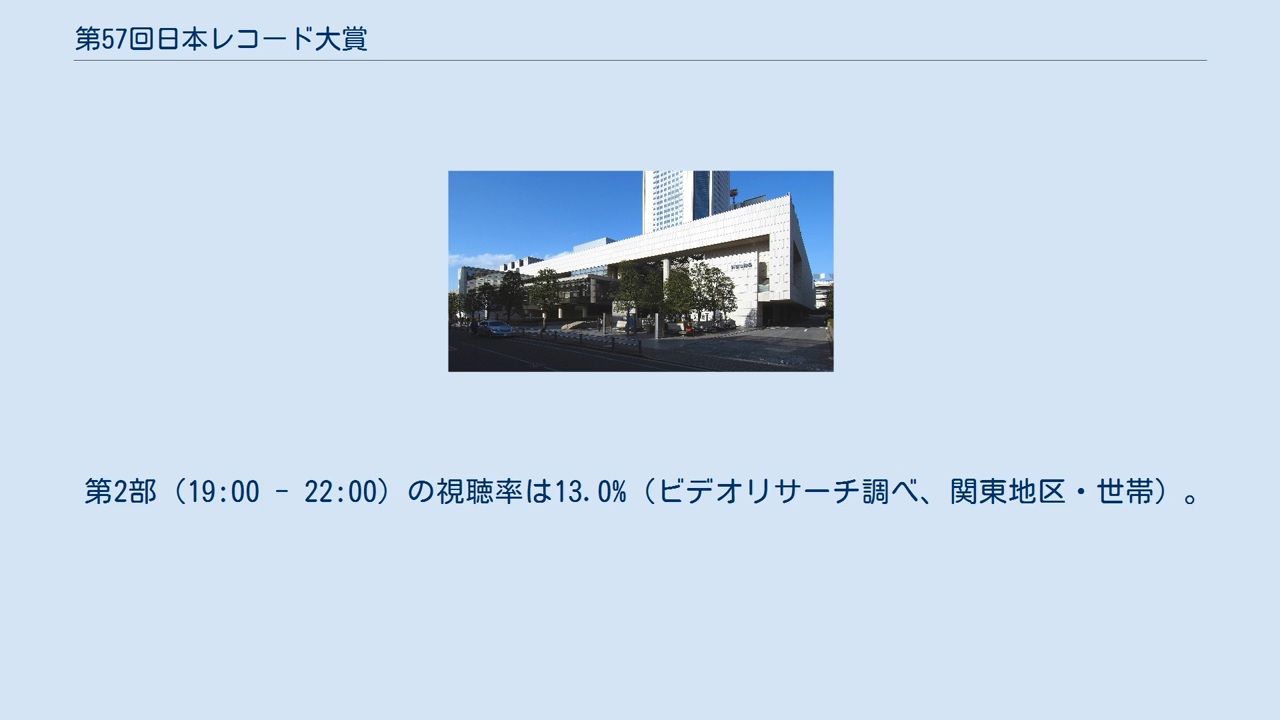 第57回日本レコード大賞
第2部（19:00 - 22:00）の視聴率は13.0%（ビデオリサーチ調べ、関東地区・世帯）。